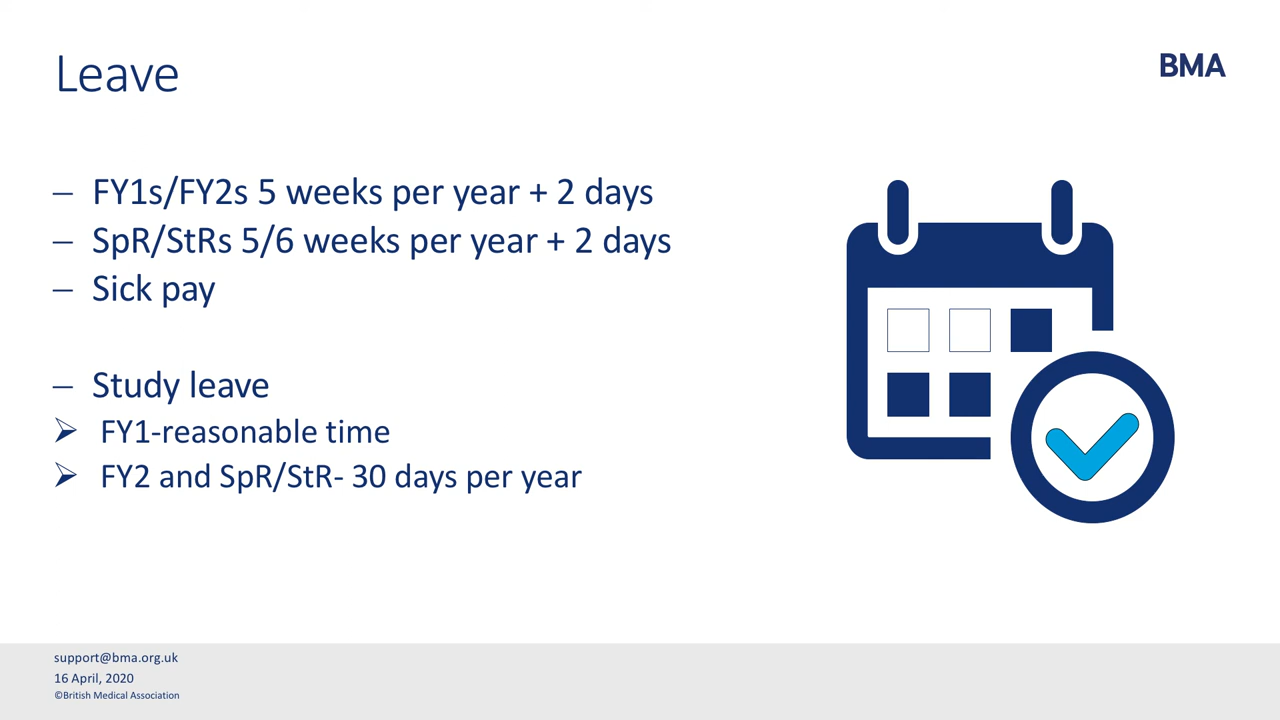 Leave
BMA
– FY1s/FY2s 5 weeks per year + 2 days
– SpR/StRs 5/6 weeks per year + 2 days
– Sick pay
– Study leave
➢ FY1-reasonable time
➢ FY2 and SpR/StR- 30 days per year
support@bma.org.uk
16 April, 2020
©British Medical Association